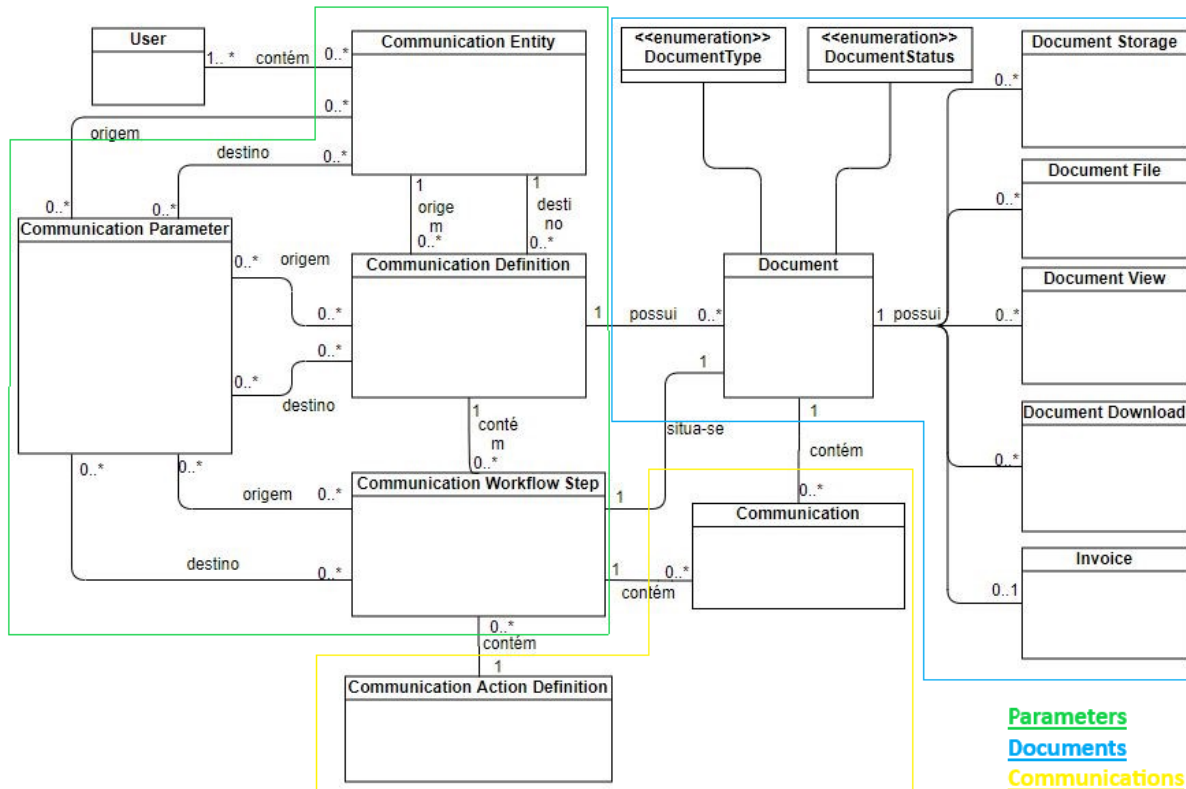 User
1..*
contém
0..*
Communication Entity
0..*
origem
destino
0..*
0..*
0..*
1
orige
m
0..*
1
desti
no
0..*
Communication Parameter
0..*
origem
0..*
0..*
0..*
destino
Communication Definition
1
possui
0..*
1
conté
m
0..*
0..*
0..*
origem
0..*
destino
0..*
Communication Workflow Step
1
situa-se
1
1
contém
0..*
0..*
contém
1
Communication Action Definition
<<enumeration>>
DocumentType
<<enumeration>>
DocumentStatus
Document
1
possui
1
contém
0..*
Communication
0..*
Document Storage
0..*
Document File
0..*
Document View
0..*
Document Download
0..1
Invoice
Parameters
Documents
Communications